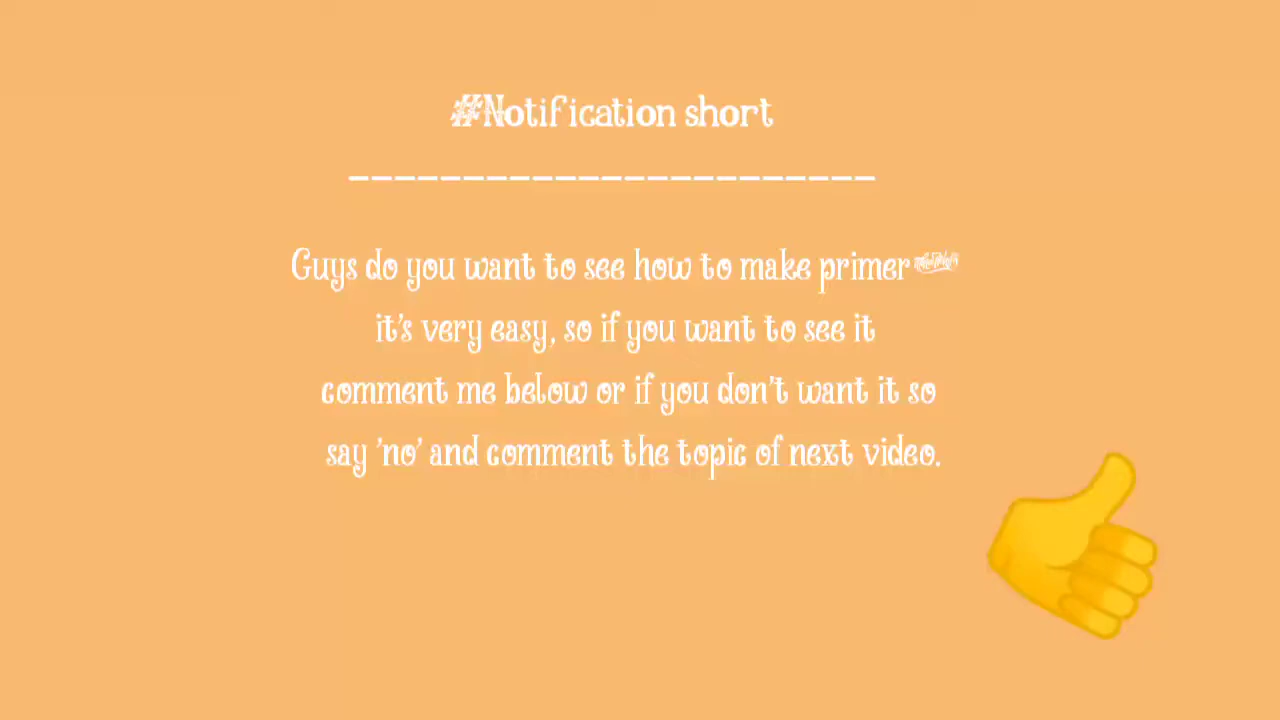 #Notification short
-----------------------
Guys do you want to see how to make primer
it's very easy, so if you want to see it
comment me below or if you don't want it so
say 'no' and comment the topic of next video.